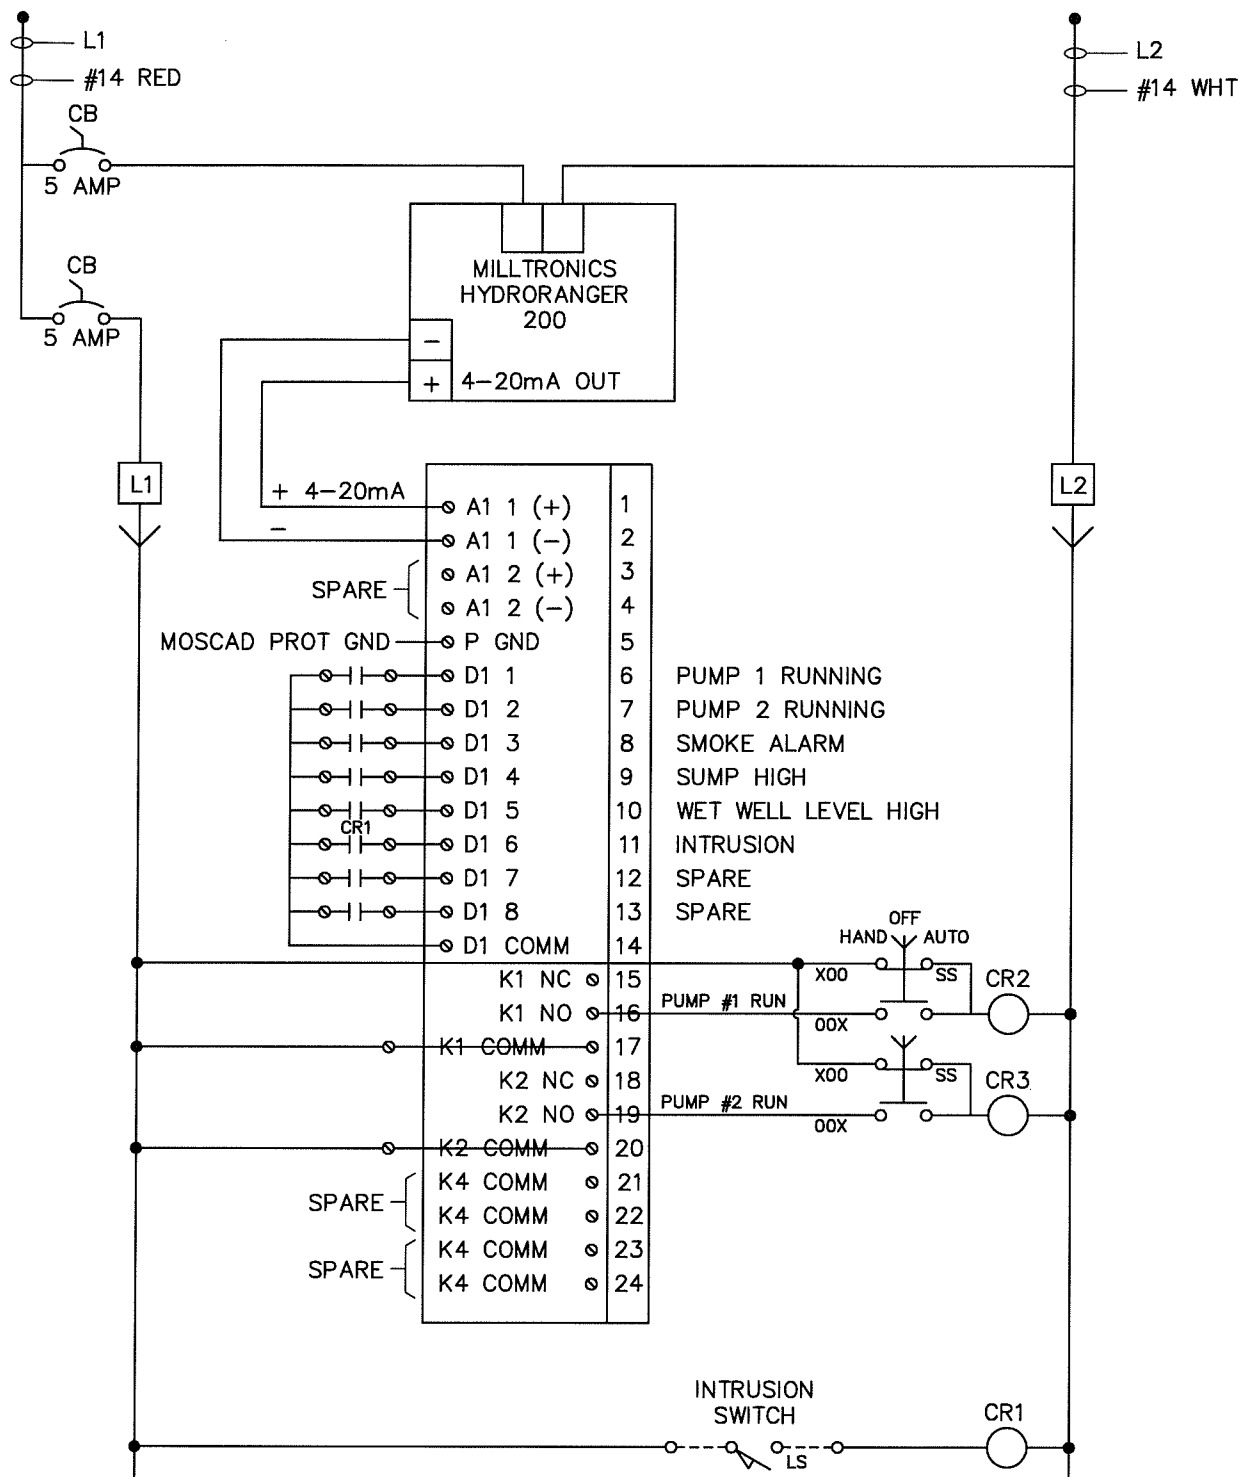 L1
#14 RED
L2
#14 WHT
CB
5 AMP
CB
5 AMP
MILLTRONICS
HYDRORANGER
200
−
+ 4-20mA OUT
L1
L2
+ 4-20mA
−
A1 1 (+) 1
A1 1 (−) 2
SPARE
A1 2 (+) 3
A1 2 (−) 4
MOSCAD PROT GND P GND 5
D1 1 6 PUMP 1 RUNNING
D1 2 7 PUMP 2 RUNNING
D1 3 8 SMOKE ALARM
D1 4 9 SUMP HIGH
D1 5 10 WET WELL LEVEL HIGH
CR1
D1 6 11 INTRUSION
D1 7 12 SPARE
D1 8 13 SPARE
D1 COMM 14
OFF
HAND AUTO
K1 NC 15
X00 SS CR2
K1 NO 16 PUMP #1 RUN
00X
K1 COMM 17
K2 NC 18
X00 SS CR3
K2 NO 19 PUMP #2 RUN
00X
K2 COMM 20
SPARE
K4 COMM 21
K4 COMM 22
SPARE
K4 COMM 23
K4 COMM 24
INTRUSION
SWITCH
CR1
LS